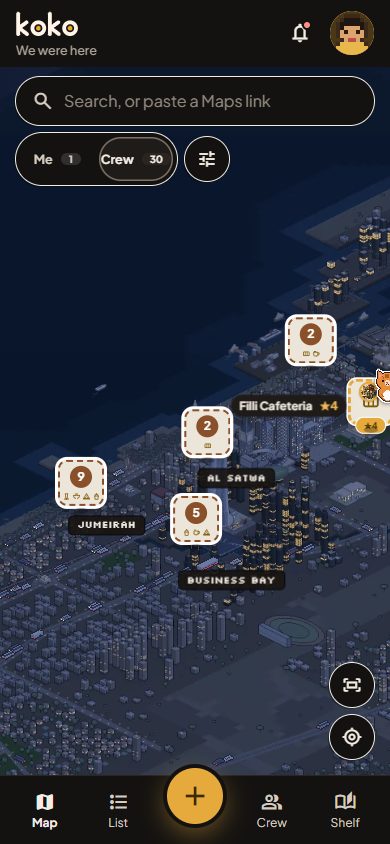 koko
We were here
Search, or paste a Maps link
Me 1 Crew 30
2
Filli Cafeteria ★4
★4
2
AL SATWA
9
5
JUMEIRAH
BUSINESS BAY
Map List Crew Shelf